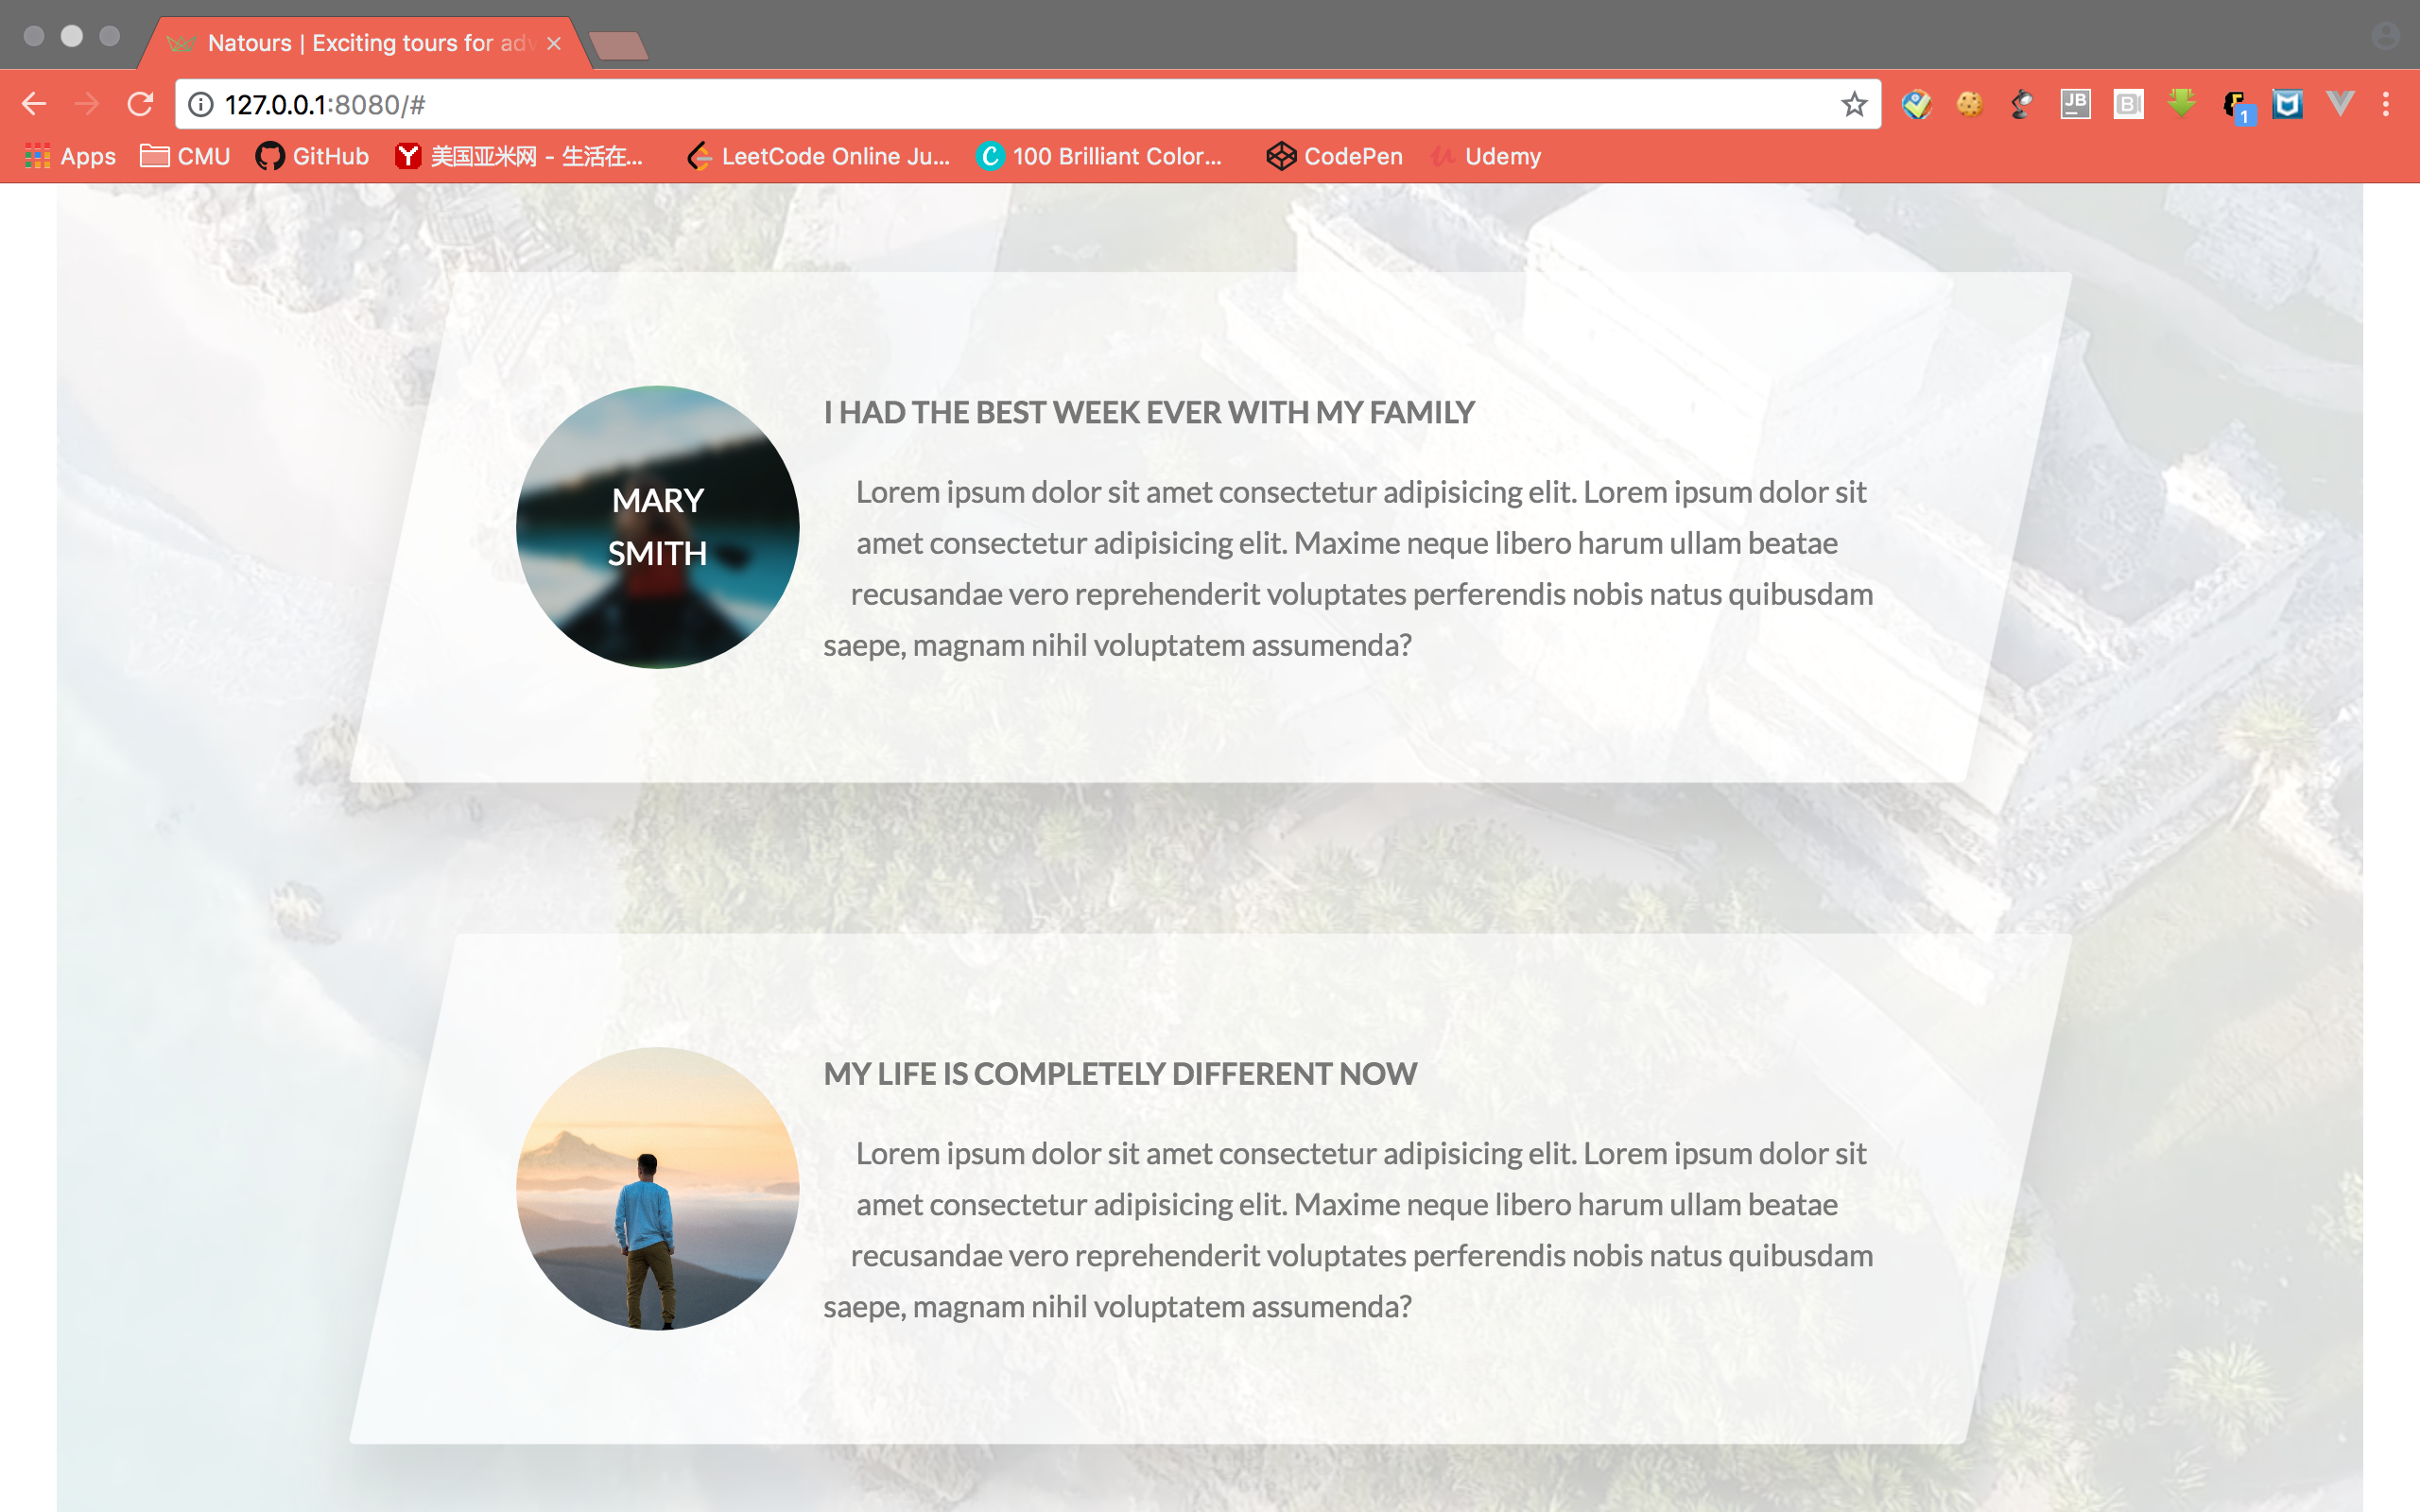 Natours | Exciting tours for adv
127.0.0.1:8080/#
JB
B
F
1
Apps
CMU
GitHub
Y
美国亚米网 - 生活在...
LeetCode Online Ju...
C
100 Brilliant Color...
CodePen
Udemy
I HAD THE BEST WEEK EVER WITH MY FAMILY
MARY
SMITH
Lorem ipsum dolor sit amet consectetur adipisicing elit. Lorem ipsum dolor sit
amet consectetur adipisicing elit. Maxime neque libero harum ullam beatae
recusandae vero reprehenderit voluptates perferendis nobis natus quibusdam
saepe, magnam nihil voluptatem assumenda?
MY LIFE IS COMPLETELY DIFFERENT NOW
Lorem ipsum dolor sit amet consectetur adipisicing elit. Lorem ipsum dolor sit
amet consectetur adipisicing elit. Maxime neque libero harum ullam beatae
recusandae vero reprehenderit voluptates perferendis nobis natus quibusdam
saepe, magnam nihil voluptatem assumenda?